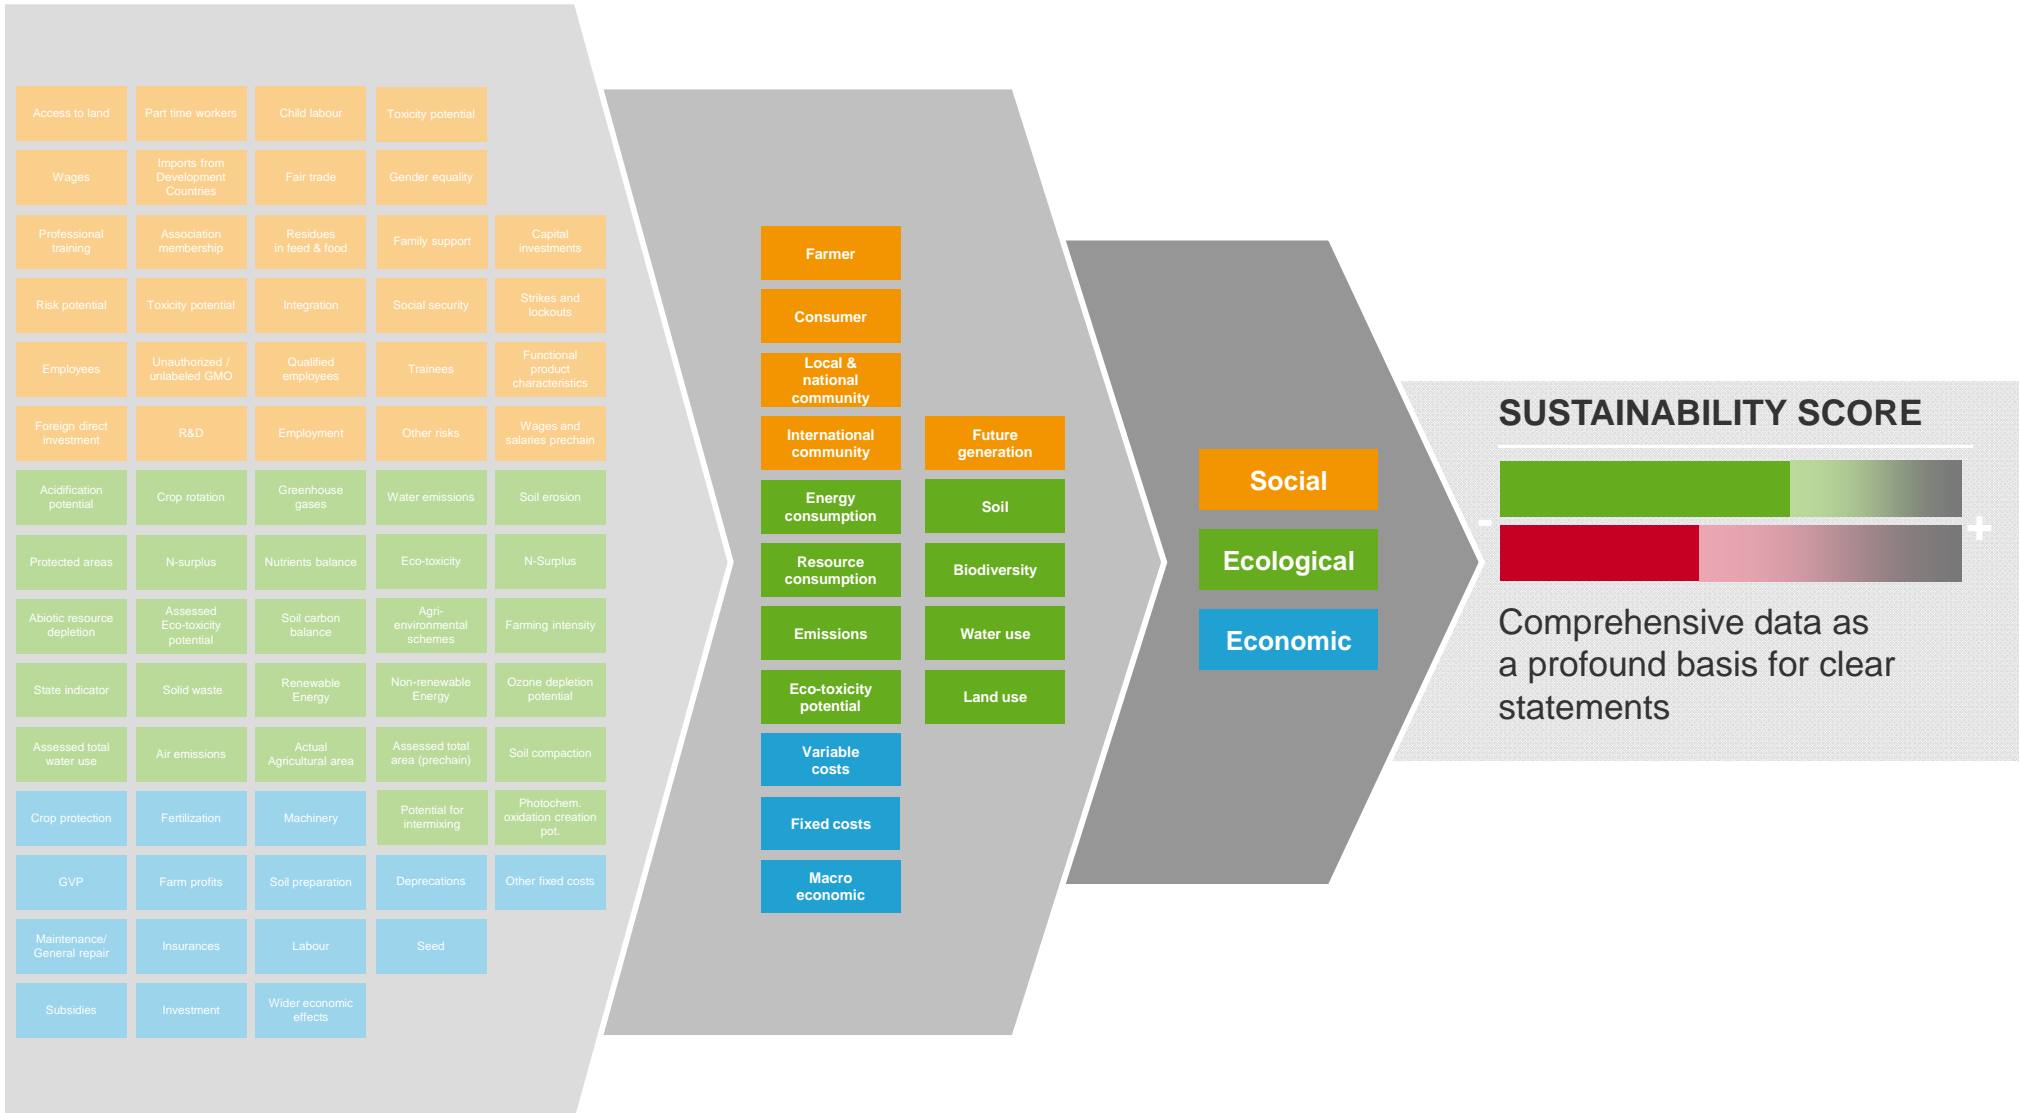 Access to land
Part time workers
Child labour
Toxicity potential
Wages
Imports from
Development
Countries
Fair trade
Gender equality
Professional
training
Association
membership
Residues
in feed & food
Family support
Capital
investments
Risk potential
Toxicity potential
Integration
Social security
Strikes and
lockouts
Employees
Unauthorized /
unlabeled GMO
Qualified
employees
Trainees
Functional
product
characteristics
Foreign direct
investment
R&D
Employment
Other risks
Wages and
salaries prechain
Acidification
potential
Crop rotation
Greenhouse
gases
Water emissions
Soil erosion
Protected areas
N-surplus
Nutrients balance
Eco-toxicity
N-Surplus
Abiotic resource
depletion
Assessed
Eco-toxicity
potential
Soil carbon
balance
Agri-
environmental
schemes
Farming intensity
State indicator
Solid waste
Renewable
Energy
Non-renewable
Energy
Ozone depletion
potential
Assessed total
water use
Air emissions
Actual
Agricultural area
Assessed total
area (prechain)
Soil compaction
Crop protection
Fertilization
Machinery
Potential for
intermixing
Photochem.
oxidation creation
pot.
GVP
Farm profits
Soil preparation
Deprecations
Other fixed costs
Maintenance/
General repair
Insurances
Labour
Seed
Subsidies
Investment
Wider economic
effects
Farmer
Consumer
Local &
national
community
International
community
Future
generation
Energy
consumption
Soil
Resource
consumption
Biodiversity
Emissions
Water use
Eco-toxicity
potential
Land use
Variable
costs
Fixed costs
Macro
economic
Social
Ecological
Economic
SUSTAINABILITY SCORE
- +
Comprehensive data as
a profound basis for clear
statements